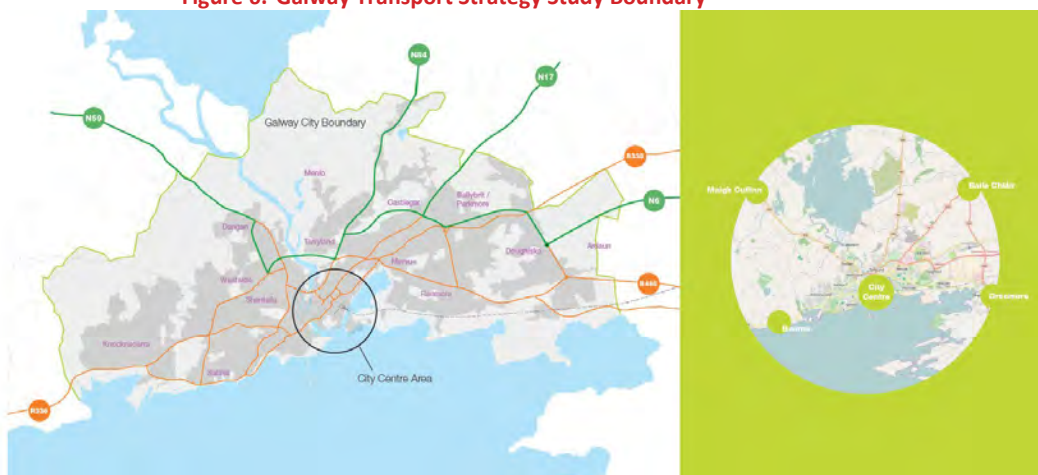 Figure 6: Galway Transport Strategy Study Boundary
N84
N17
N59
Galway City Boundary
R338
Menlo
N6
Ballybrit /
Parkmore
Castlegar
Dangan
Terryland
Doughiska
Ardaun
Mervue
Westside
Renmore
R446
Shantalla
Knocknacarra
Salthill
City Centre Area
R336
Maigh Cuilinn
Baile Chláir
City
Centre
Oranmore
Bearna